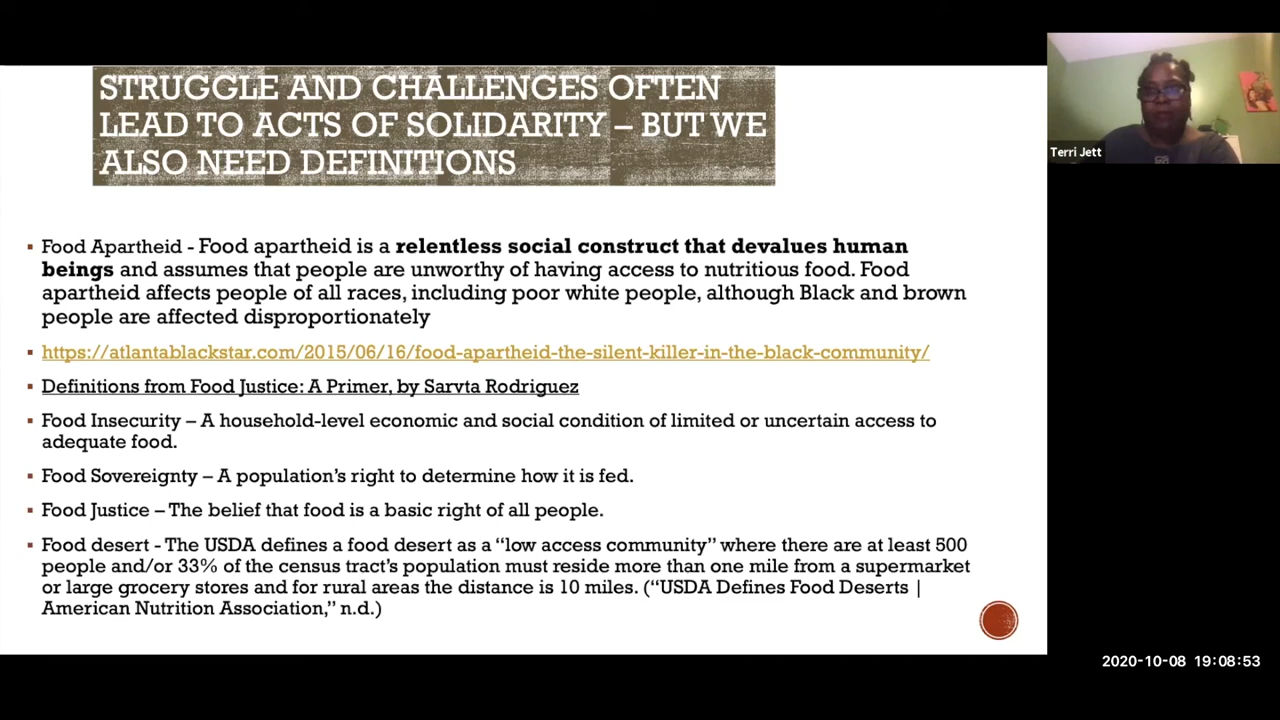 STRUGGLE AND CHALLENGES OFTEN
LEAD TO ACTS OF SOLIDARITY – BUT WE
ALSO NEED DEFINITIONS
Terri Jett
▪ Food Apartheid - Food apartheid is a relentless social construct that devalues human
beings and assumes that people are unworthy of having access to nutritious food. Food
apartheid affects people of all races, including poor white people, although Black and brown
people are affected disproportionately
▪ https://atlantablackstar.com/2015/06/16/food-apartheid-the-silent-killer-in-the-black-community/
▪ Definitions from Food Justice: A Primer, by Sarvta Rodriguez
▪ Food Insecurity – A household-level economic and social condition of limited or uncertain access to
adequate food.
▪ Food Sovereignty – A population’s right to determine how it is fed.
▪ Food Justice – The belief that food is a basic right of all people.
▪ Food desert - The USDA defines a food desert as a “low access community” where there are at least 500
people and/or 33% of the census tract’s population must reside more than one mile from a supermarket
or large grocery stores and for rural areas the distance is 10 miles. (“USDA Defines Food Deserts |
American Nutrition Association,” n.d.)
2020-10-08 19:08:53